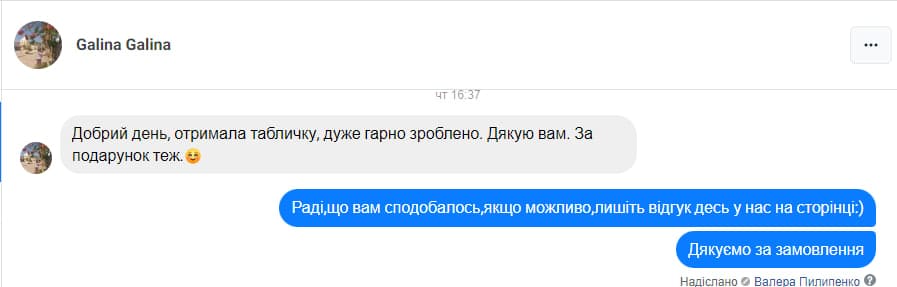 Galina Galina
чт 16:37
Добрий день, отримала табличку, дуже гарно зроблено. Дякую вам. За
подарунок теж.😊
Раді,що вам сподобалось,якщо можливо,лишіть відгук десь у нас на сторінці:)
Дякуємо за замовлення
Надіслано Валера Пилипенко ?